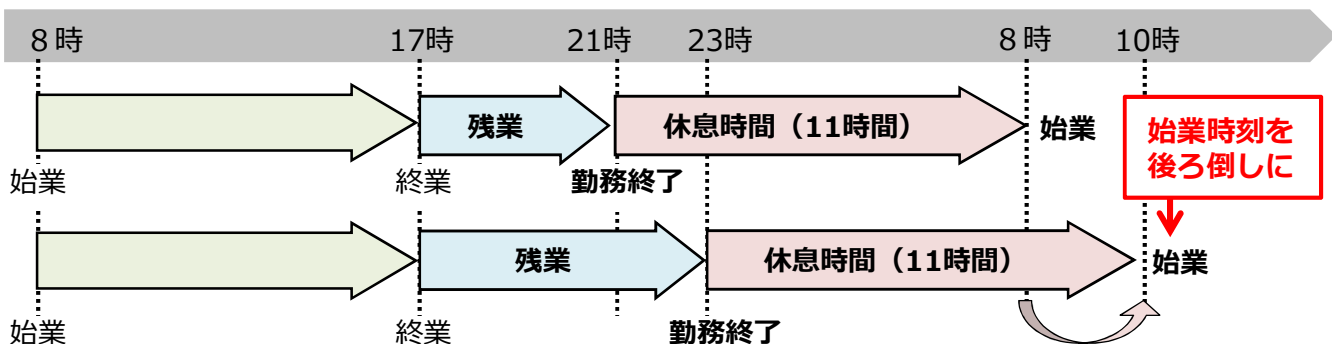 8時 17時 21時 23時 8時 10時
残業 休息時間(11時間) 始業
始業時刻を
後ろ倒しに
始業 終業 勤務終了
残業 休息時間(11時間) 始業
始業 終業 勤務終了